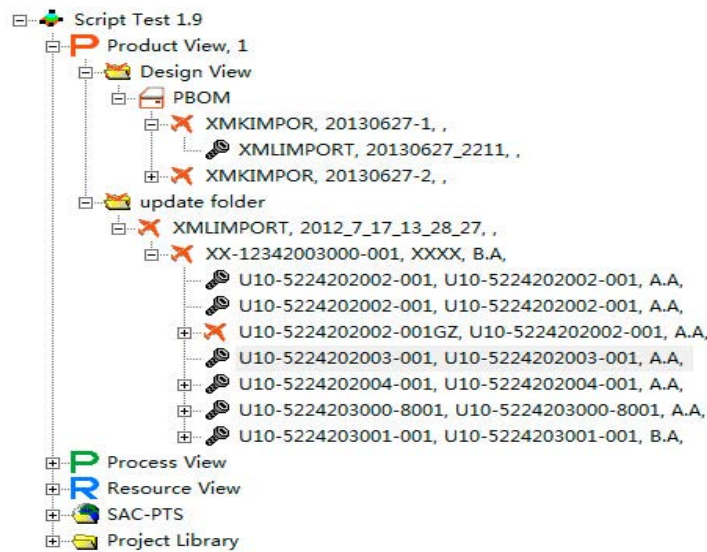 Script Test 1.9
P Product View, 1
Design View
PBOM
XMKIMPOR, 20130627-1, ,
XMLIMPORT, 20130627_2211, ,
XMKIMPOR, 20130627-2, ,
update folder
XMLIMPORT, 2012_7_17_13_28_27, ,
XX-12342003000-001, XXXX, B.A,
U10-5224202002-001, U10-5224202002-001, A.A,
U10-5224202002-001, U10-5224202002-001, A.A,
U10-5224202002-001GZ, U10-5224202002-001, A.A,
U10-5224202003-001, U10-5224202003-001, A.A,
U10-5224202004-001, U10-5224202004-001, A.A,
U10-5224203000-8001, U10-5224203000-8001, A.A,
U10-5224203001-001, U10-5224203001-001, B.A,
P Process View
R Resource View
SAC-PTS
Project Library